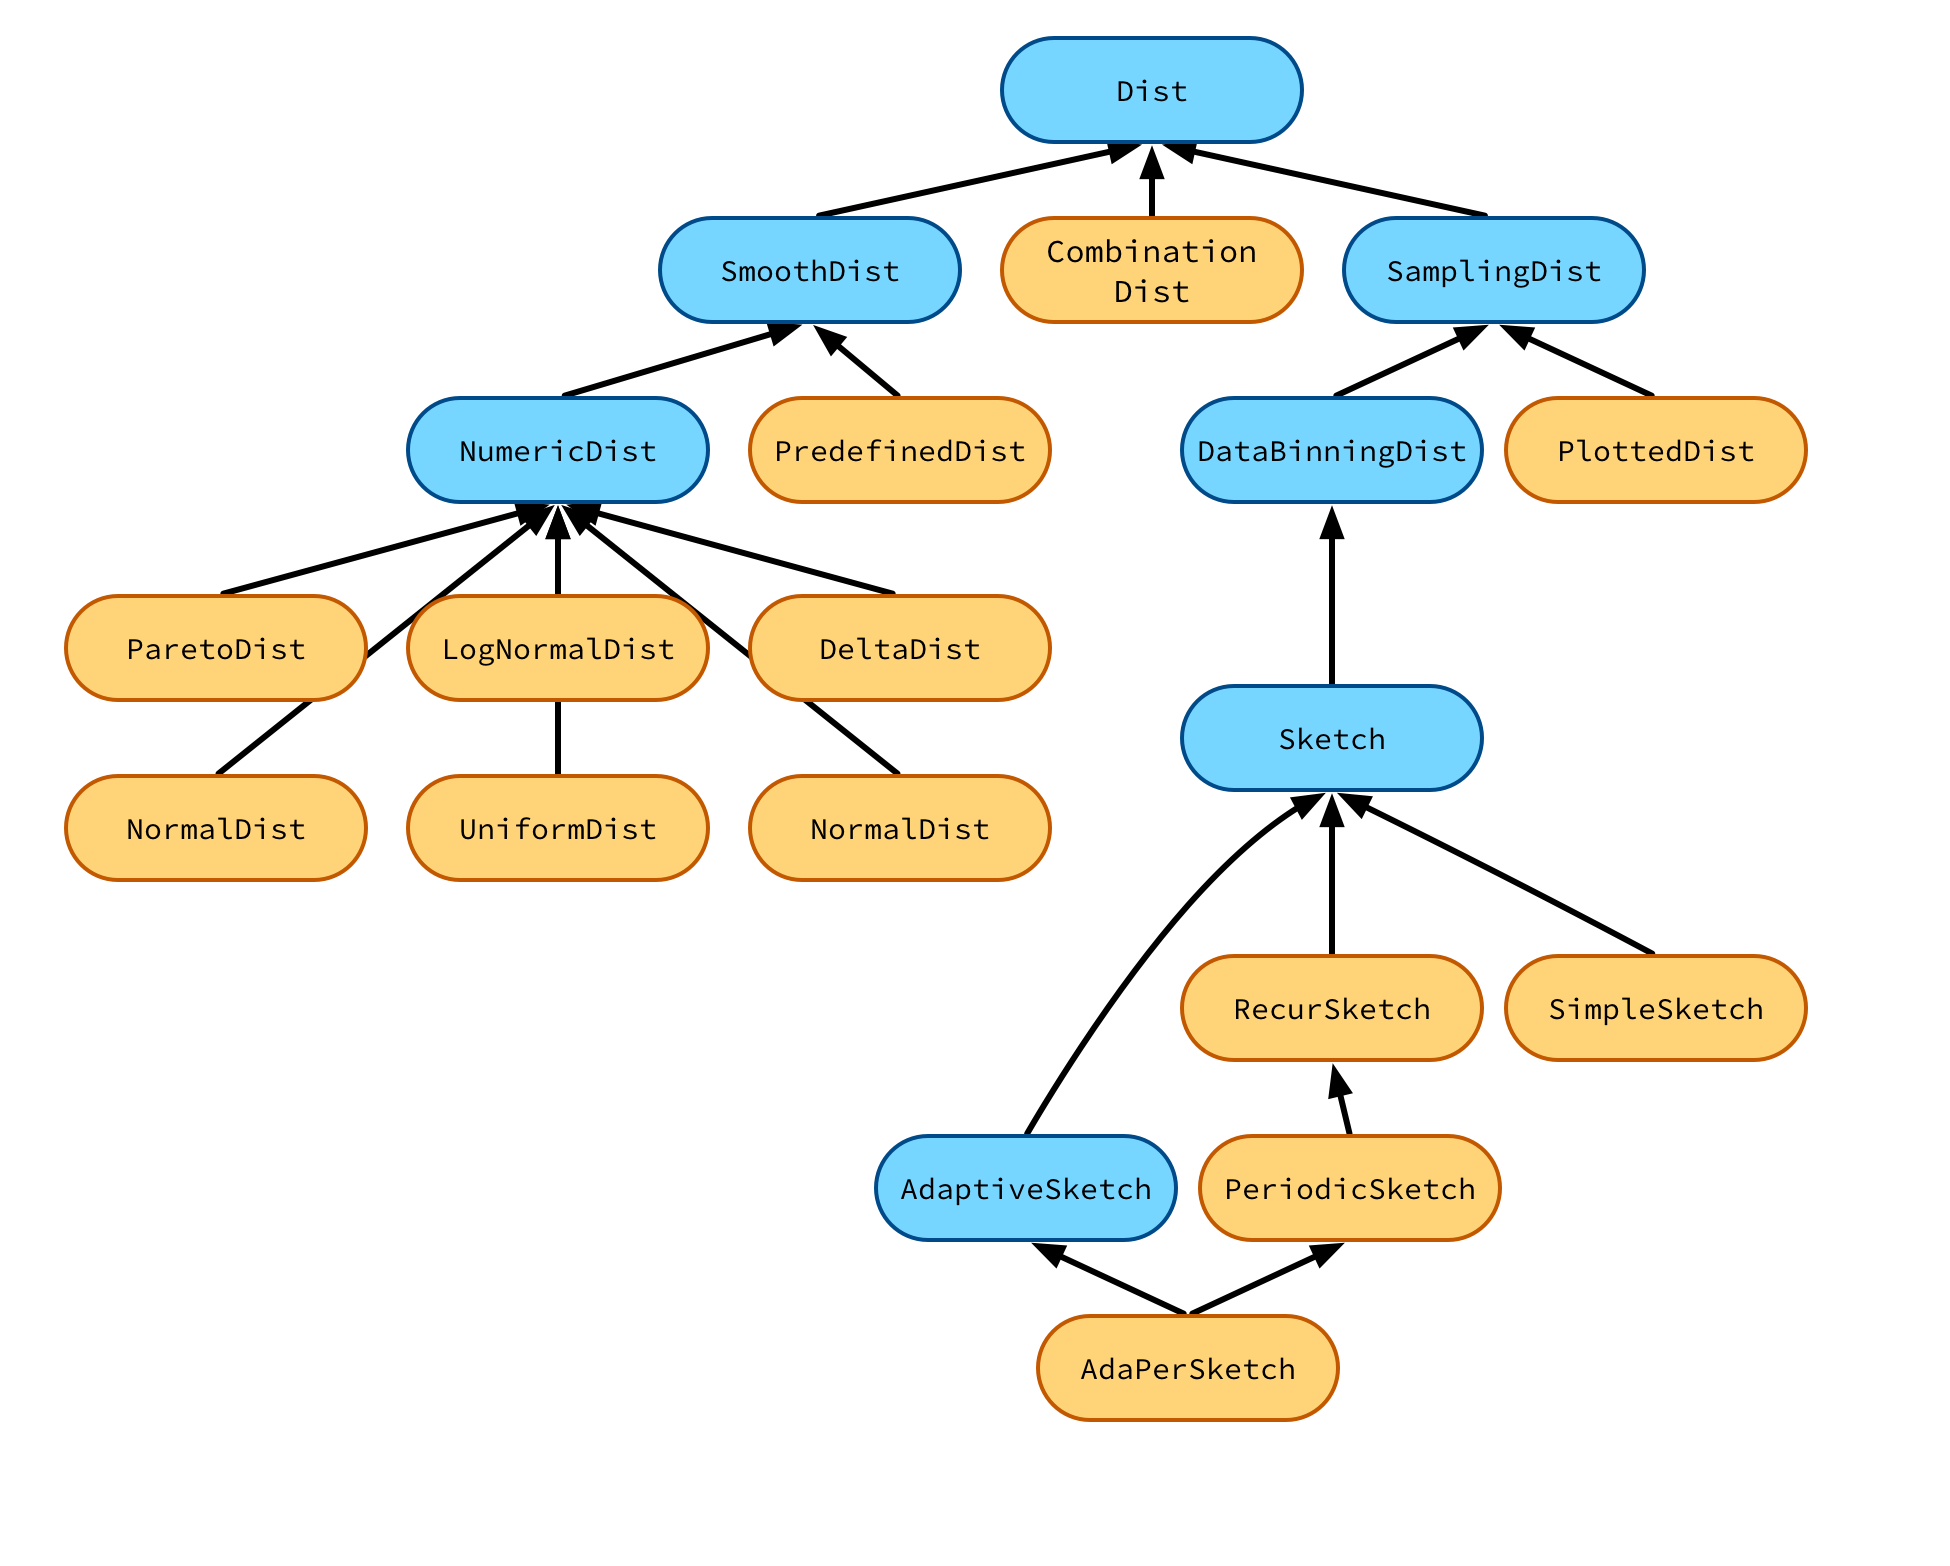 Dist
SmoothDist
Combination
Dist
SamplingDist
NumericDist
PredefinedDist
DataBinningDist
PlottedDist
ParetoDist
LogNormalDist
DeltaDist
Sketch
NormalDist
UniformDist
NormalDist
RecurSketch
SimpleSketch
AdaptiveSketch
PeriodicSketch
AdaPerSketch